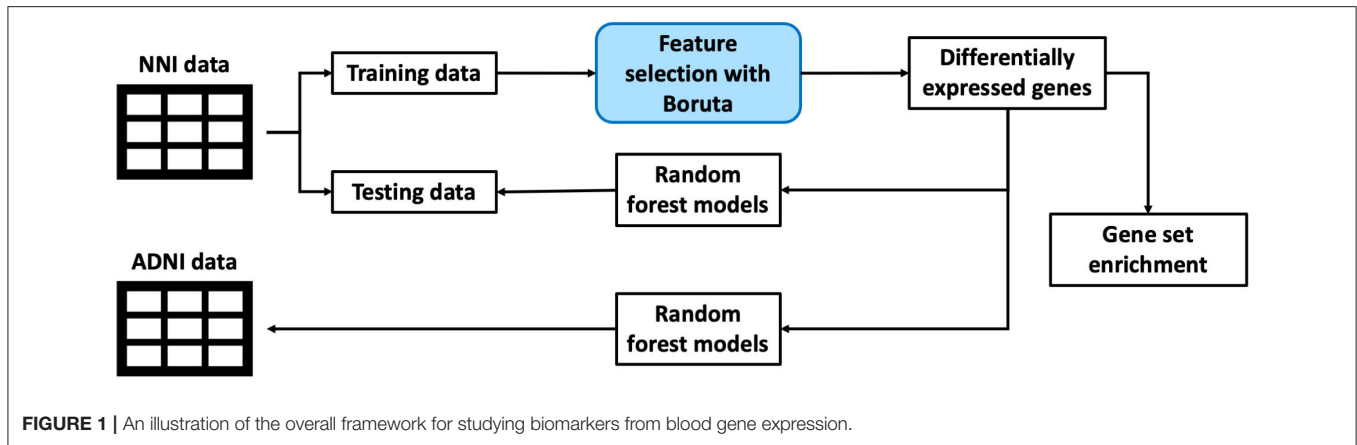 NNI data
Training data
Feature
selection with
Boruta
Differentially
expressed genes
Testing data
Random
forest models
Gene set
enrichment
ADNI data
Random
forest models
FIGURE 1 | An illustration of the overall framework for studying biomarkers from blood gene expression.